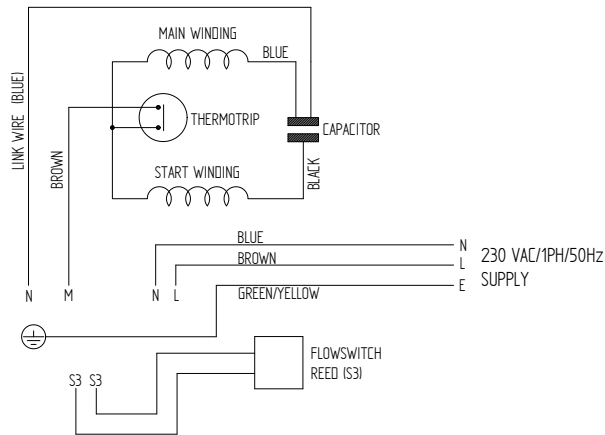 MAIN WINDING
BLUE
THERMOTRIP
CAPACITOR
LINK WIRE (BLUE)
BROWN
START WINDING
BLACK
BLUE
N
BROWN
L
230 VAC/1PH/50Hz
SUPPLY
N
M
N
L
GREEN/YELLOW
E
FLOWSWITCH
REED (S3)
S3 S3